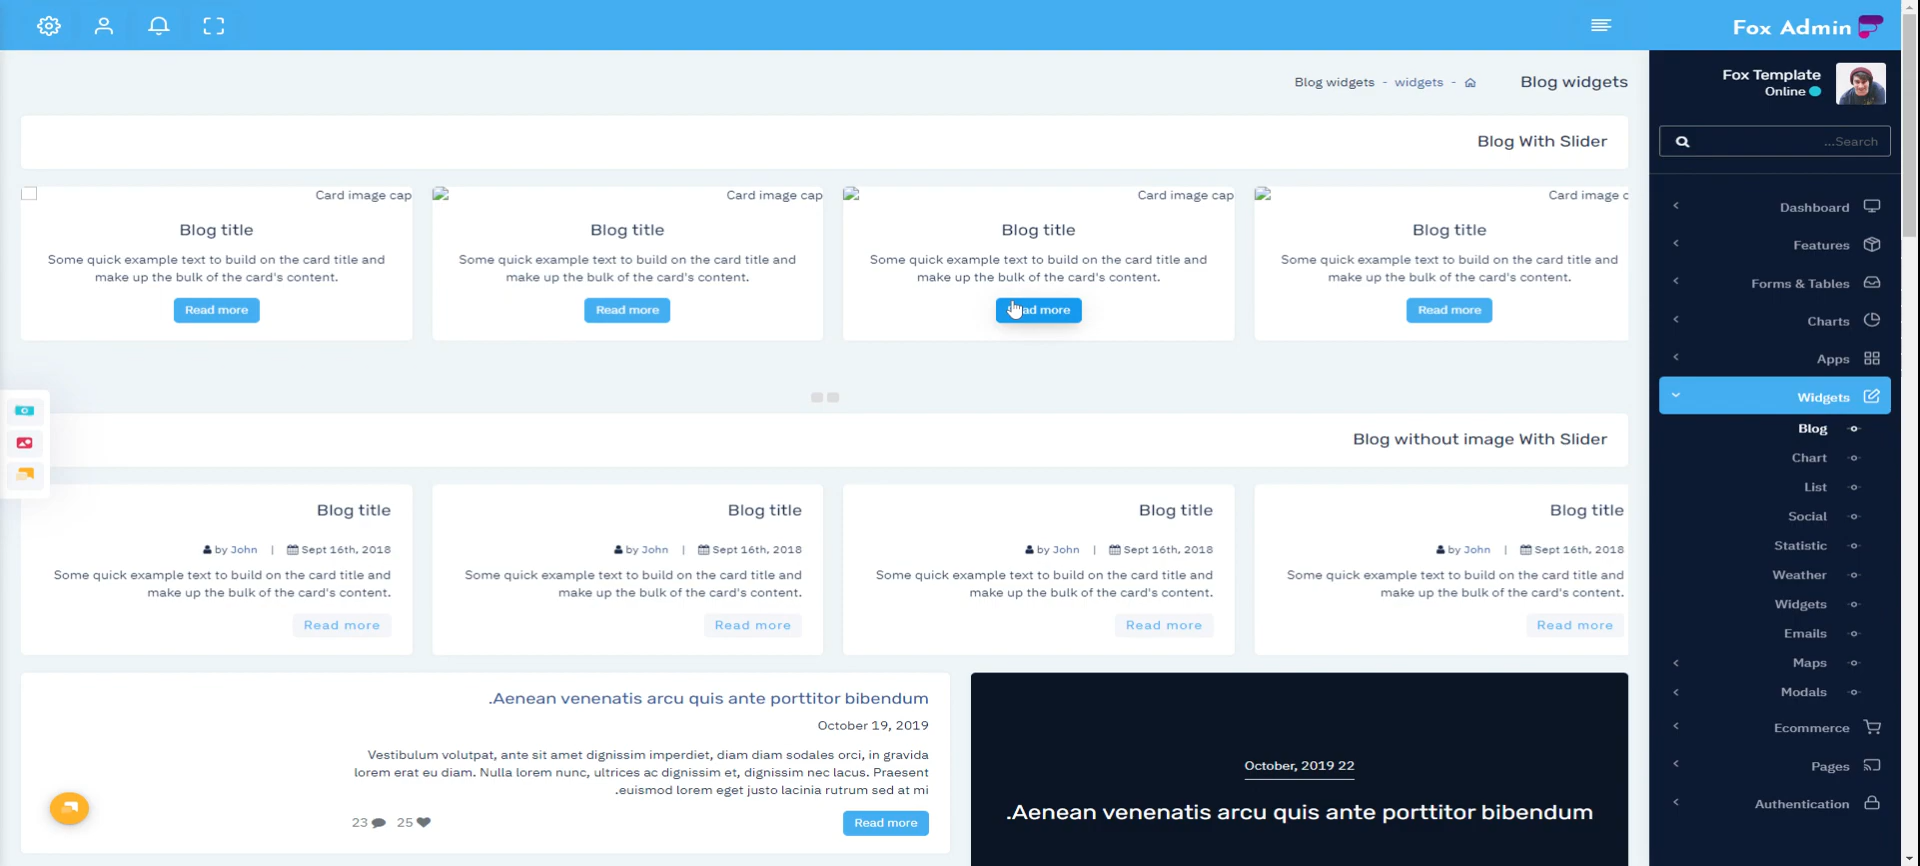 Fox Admin
Fox Template
Online
...Search
Dashboard
Features
Forms & Tables
Charts
Apps
Widgets
Blog
Chart
List
Social
Statistic
Weather
Widgets
Emails
Maps
Modals
Ecommerce
Pages
Authentication
Blog widgets
Blog widgets - widgets -
Blog With Slider
Card image cap
Blog title
Some quick example text to build on the card title and
make up the bulk of the card's content.
Read more
Card image cap
Blog title
Some quick example text to build on the card title and
make up the bulk of the card's content.
Read more
Card image cap
Blog title
Some quick example text to build on the card title and
make up the bulk of the card's content.
ad more
Card image c
Blog title
Some quick example text to build on the card title and
make up the bulk of the card's content.
Read more
Blog without image With Slider
Blog title
by John | Sept 16th, 2018
Some quick example text to build on the card title and
make up the bulk of the card's content.
Read more
Blog title
by John | Sept 16th, 2018
Some quick example text to build on the card title and
make up the bulk of the card's content.
Read more
Blog title
by John | Sept 16th, 2018
Some quick example text to build on the card title and
make up the bulk of the card's content.
Read more
Blog title
by John | Sept 16th, 2018
Some quick example text to build on the card title and
make up the bulk of the card's content.
Read more
.Aenean venenatis arcu quis ante porttitor bibendum
October 19, 2019
Vestibulum volutpat, ante sit amet dignissim imperdiet, diam diam sodales orci, in gravida
lorem erat eu diam. Nulla lorem nunc, ultrices ac dignissim et, dignissim nec lacus. Praesent
.euismod lorem eget justo lacinia rutrum sed at mi
23 25
Read more
October, 2019 22
.Aenean venenatis arcu quis ante porttitor bibendum